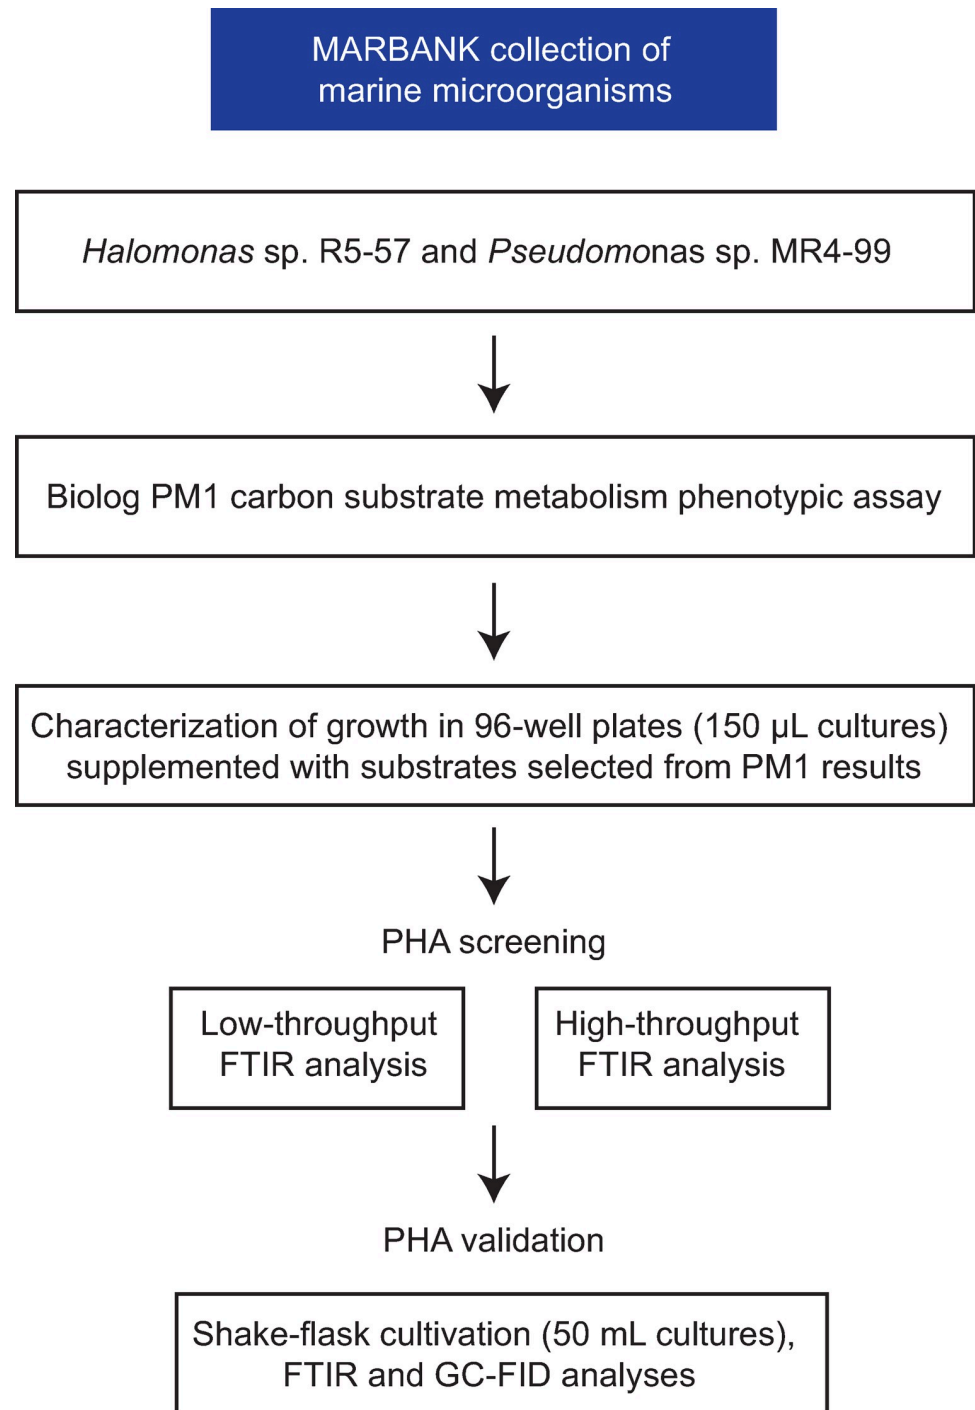 MARBANK collection of
marine microorganisms
Halomonas sp. R5-57 and Pseudomonas sp. MR4-99
Biolog PM1 carbon substrate metabolism phenotypic assay
Characterization of growth in 96-well plates (150 µL cultures)
supplemented with substrates selected from PM1 results
PHA screening
Low-throughput
FTIR analysis
High-throughput
FTIR analysis
PHA validation
Shake-flask cultivation (50 mL cultures),
FTIR and GC-FID analyses